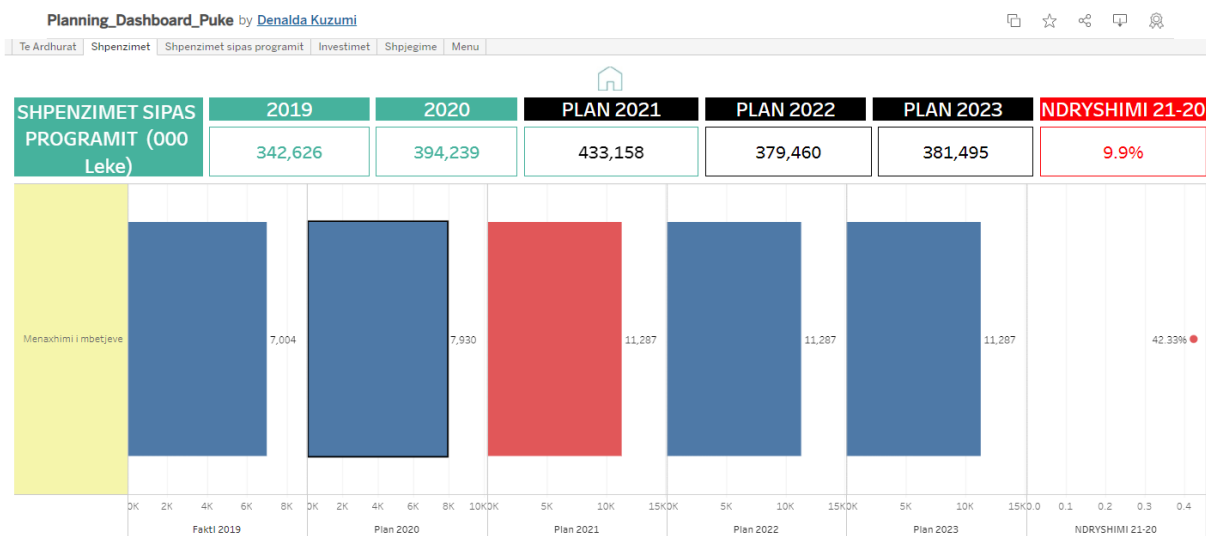 Planning_Dashboard_Puke by Denalda Kuzumi
Te Ardhurat Shpenzimet Shpenzimet sipas programit Investimet Shpjegime Menu
SHPENZIMET SIPAS
PROGRAMIT (000
Leke)
2019 2020 PLAN 2021 PLAN 2022 PLAN 2023 NDRYSHIMI 21-20
342,626 394,239 433,158 379,460 381,495 9.9%
Menaxhimi i mbetjeve 7,004 7,930 11,287 11,287 11,287 42.33%
0K 2K 4K 6K 8K 0K 2K 4K 6K 8K 10K 0K 5K 10K 15K 0K 5K 10K 15K 0K 5K 10K 15K 0.0 0.1 0.2 0.3 0.4
Fakti 2019 Plan 2020 Plan 2021 Plan 2022 Plan 2023 NDRYSHIMI 21-20